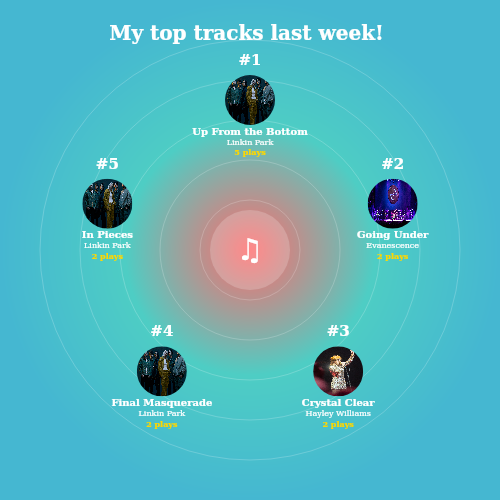 My top tracks last week!
#1
Up From the Bottom
Linkin Park
5 plays
#2
Going Under
Evanescence
2 plays
#3
Crystal Clear
Hayley Williams
2 plays
#4
Final Masquerade
Linkin Park
2 plays
#5
In Pieces
Linkin Park
2 plays